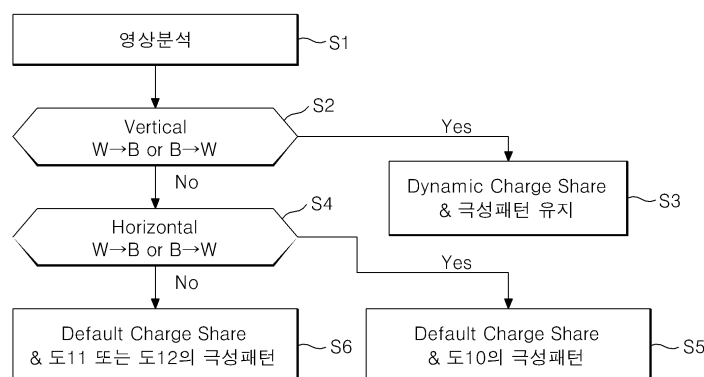 영상분석
S1
Vertical
W→B or B→W
S2
Yes
Dynamic Charge Share
& 극성패턴 유지
S3
No
Horizontal
W→B or B→W
S4
Yes
No
Default Charge Share
& 도11 또는 도12의 극성패턴
S6
Default Charge Share
& 도10의 극성패턴
S5